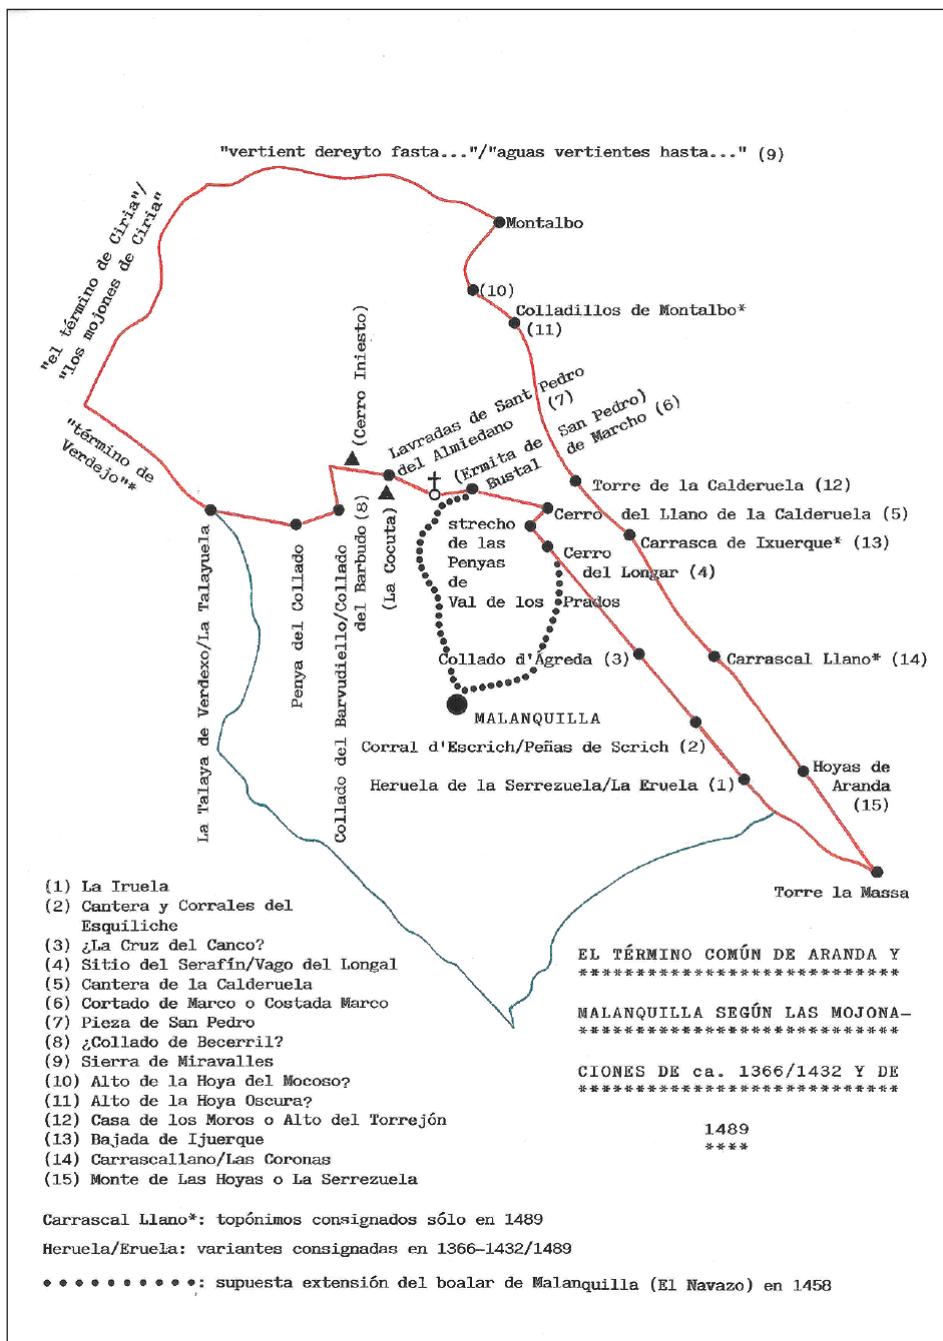 "vertient dereyto fasta..."/"aguas vertientes hasta..." (9)
"el término de Ciria"/
"los mojones de Ciria"
Montalbo
(10)
Colladillos de Montalbo*
(11)
(Cerro Iniesto)
Lavradas de Sant Pedro
del Almiedano (7)
(Ermita de San Pedro)
Bustal de Marcho (6)
"término de
Verdejo"*
Torre de la Calderuela (12)
Cerro del Llano de la Calderuela (5)
Carrasca de Ixuerque* (13)
strecho
de las
Penyas
de
Val de los Prados
Cerro
del Longar (4)
La Talaya de Verdexo/La Talayuela
Penya del Collado
Collado del Barvudiello/Collado
del Barbudo (8)
(La Cocuta)
Collado d'Ágreda (3)
Carrascal Llano* (14)
MALANQUILLA
Corral d'Escrich/Peñas de Scrich (2)
Heruela de la Serrezuela/La Eruela (1)
Hoyas de
Aranda
(15)
Torre la Massa
(1) La Iruela
(2) Cantera y Corrales del
Esquiliche
(3) ¿La Cruz del Canco?
(4) Sitio del Serafín/Vago del Longal
(5) Cantera de la Calderuela
(6) Cortado de Marco o Costada Marco
(7) Pieza de San Pedro
(8) ¿Collado de Becerril?
(9) Sierra de Miravalles
(10) Alto de la Hoya del Mocoso?
(11) Alto de la Hoya Oscura?
(12) Casa de los Moros o Alto del Torrejón
(13) Bajada de Ijuerque
(14) Carrascallano/Las Coronas
(15) Monte de Las Hoyas o La Serrezuela
EL TÉRMINO COMÚN DE ARANDA Y
****************************
MALANQUILLA SEGÚN LAS MOJONA-
****************************
CIONES DE ca. 1366/1432 Y DE
****************************
1489
****
Carrascal Llano*: topónimos consignados sólo en 1489
Heruela/Eruela: variantes consignadas en 1366-1432/1489
••••••••••: supuesta extensión del boalar de Malanquilla (El Navazo) en 1458